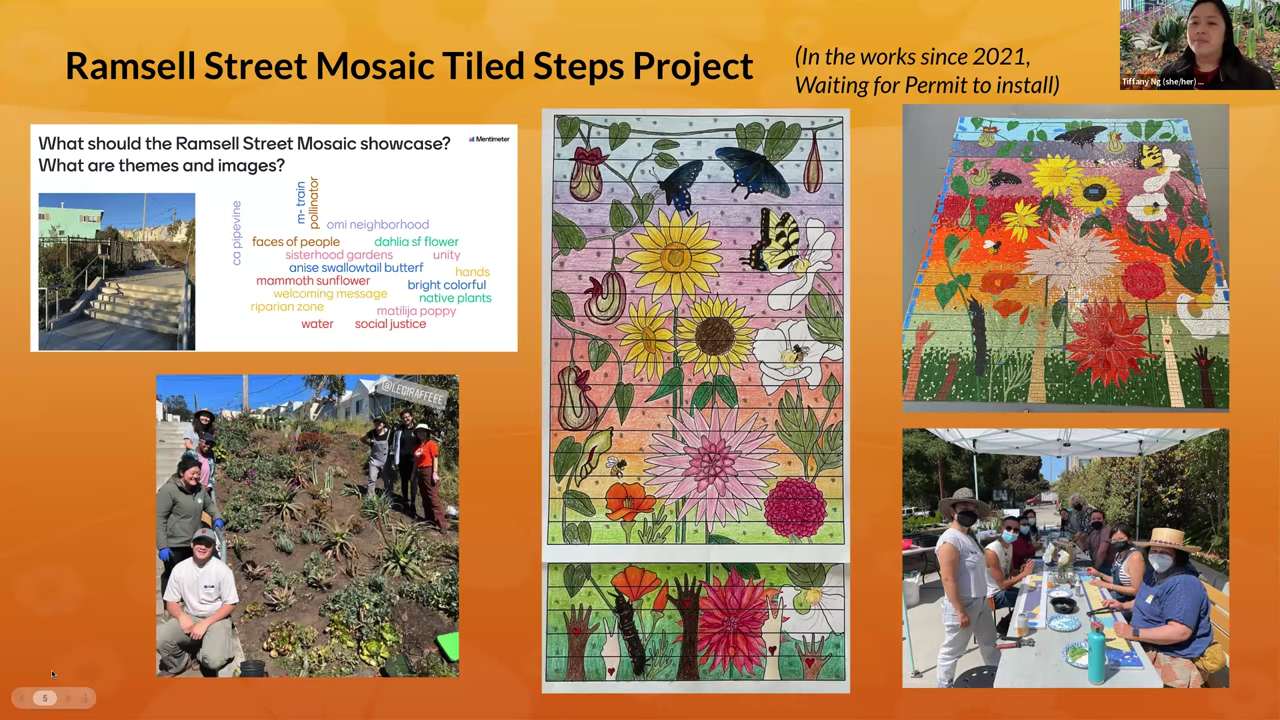 Ramsell Street Mosaic Tiled Steps Project
(In the works since 2021,
Waiting for Permit to install)
Tiffany Ng (she/her) ...
What should the Ramsell Street Mosaic showcase?
What are themes and images?
Mentimeter
ca pipevine
m- train
pollinator
omi neighborhood
faces of people
dahlia sf flower
sisterhood gardens
unity
anise swallowtail butterf
hands
mammoth sunflower
bright colorful
welcoming message
native plants
riparian zone
matilija poppy
water
social justice
@LEGIRAFFEEE
5